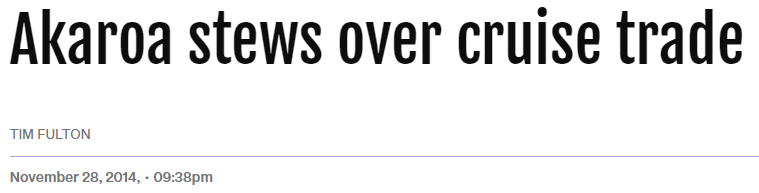 Akaroa stews over cruise trade
TIM FULTON
November 28, 2014, • 09:38pm